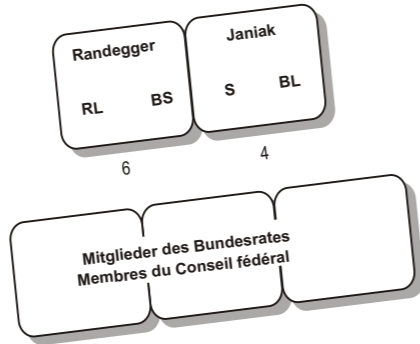 Randegger
RL BS
Janiak
S BL
6
4
Mitglieder des Bundesrates
Membres du Conseil fédéral